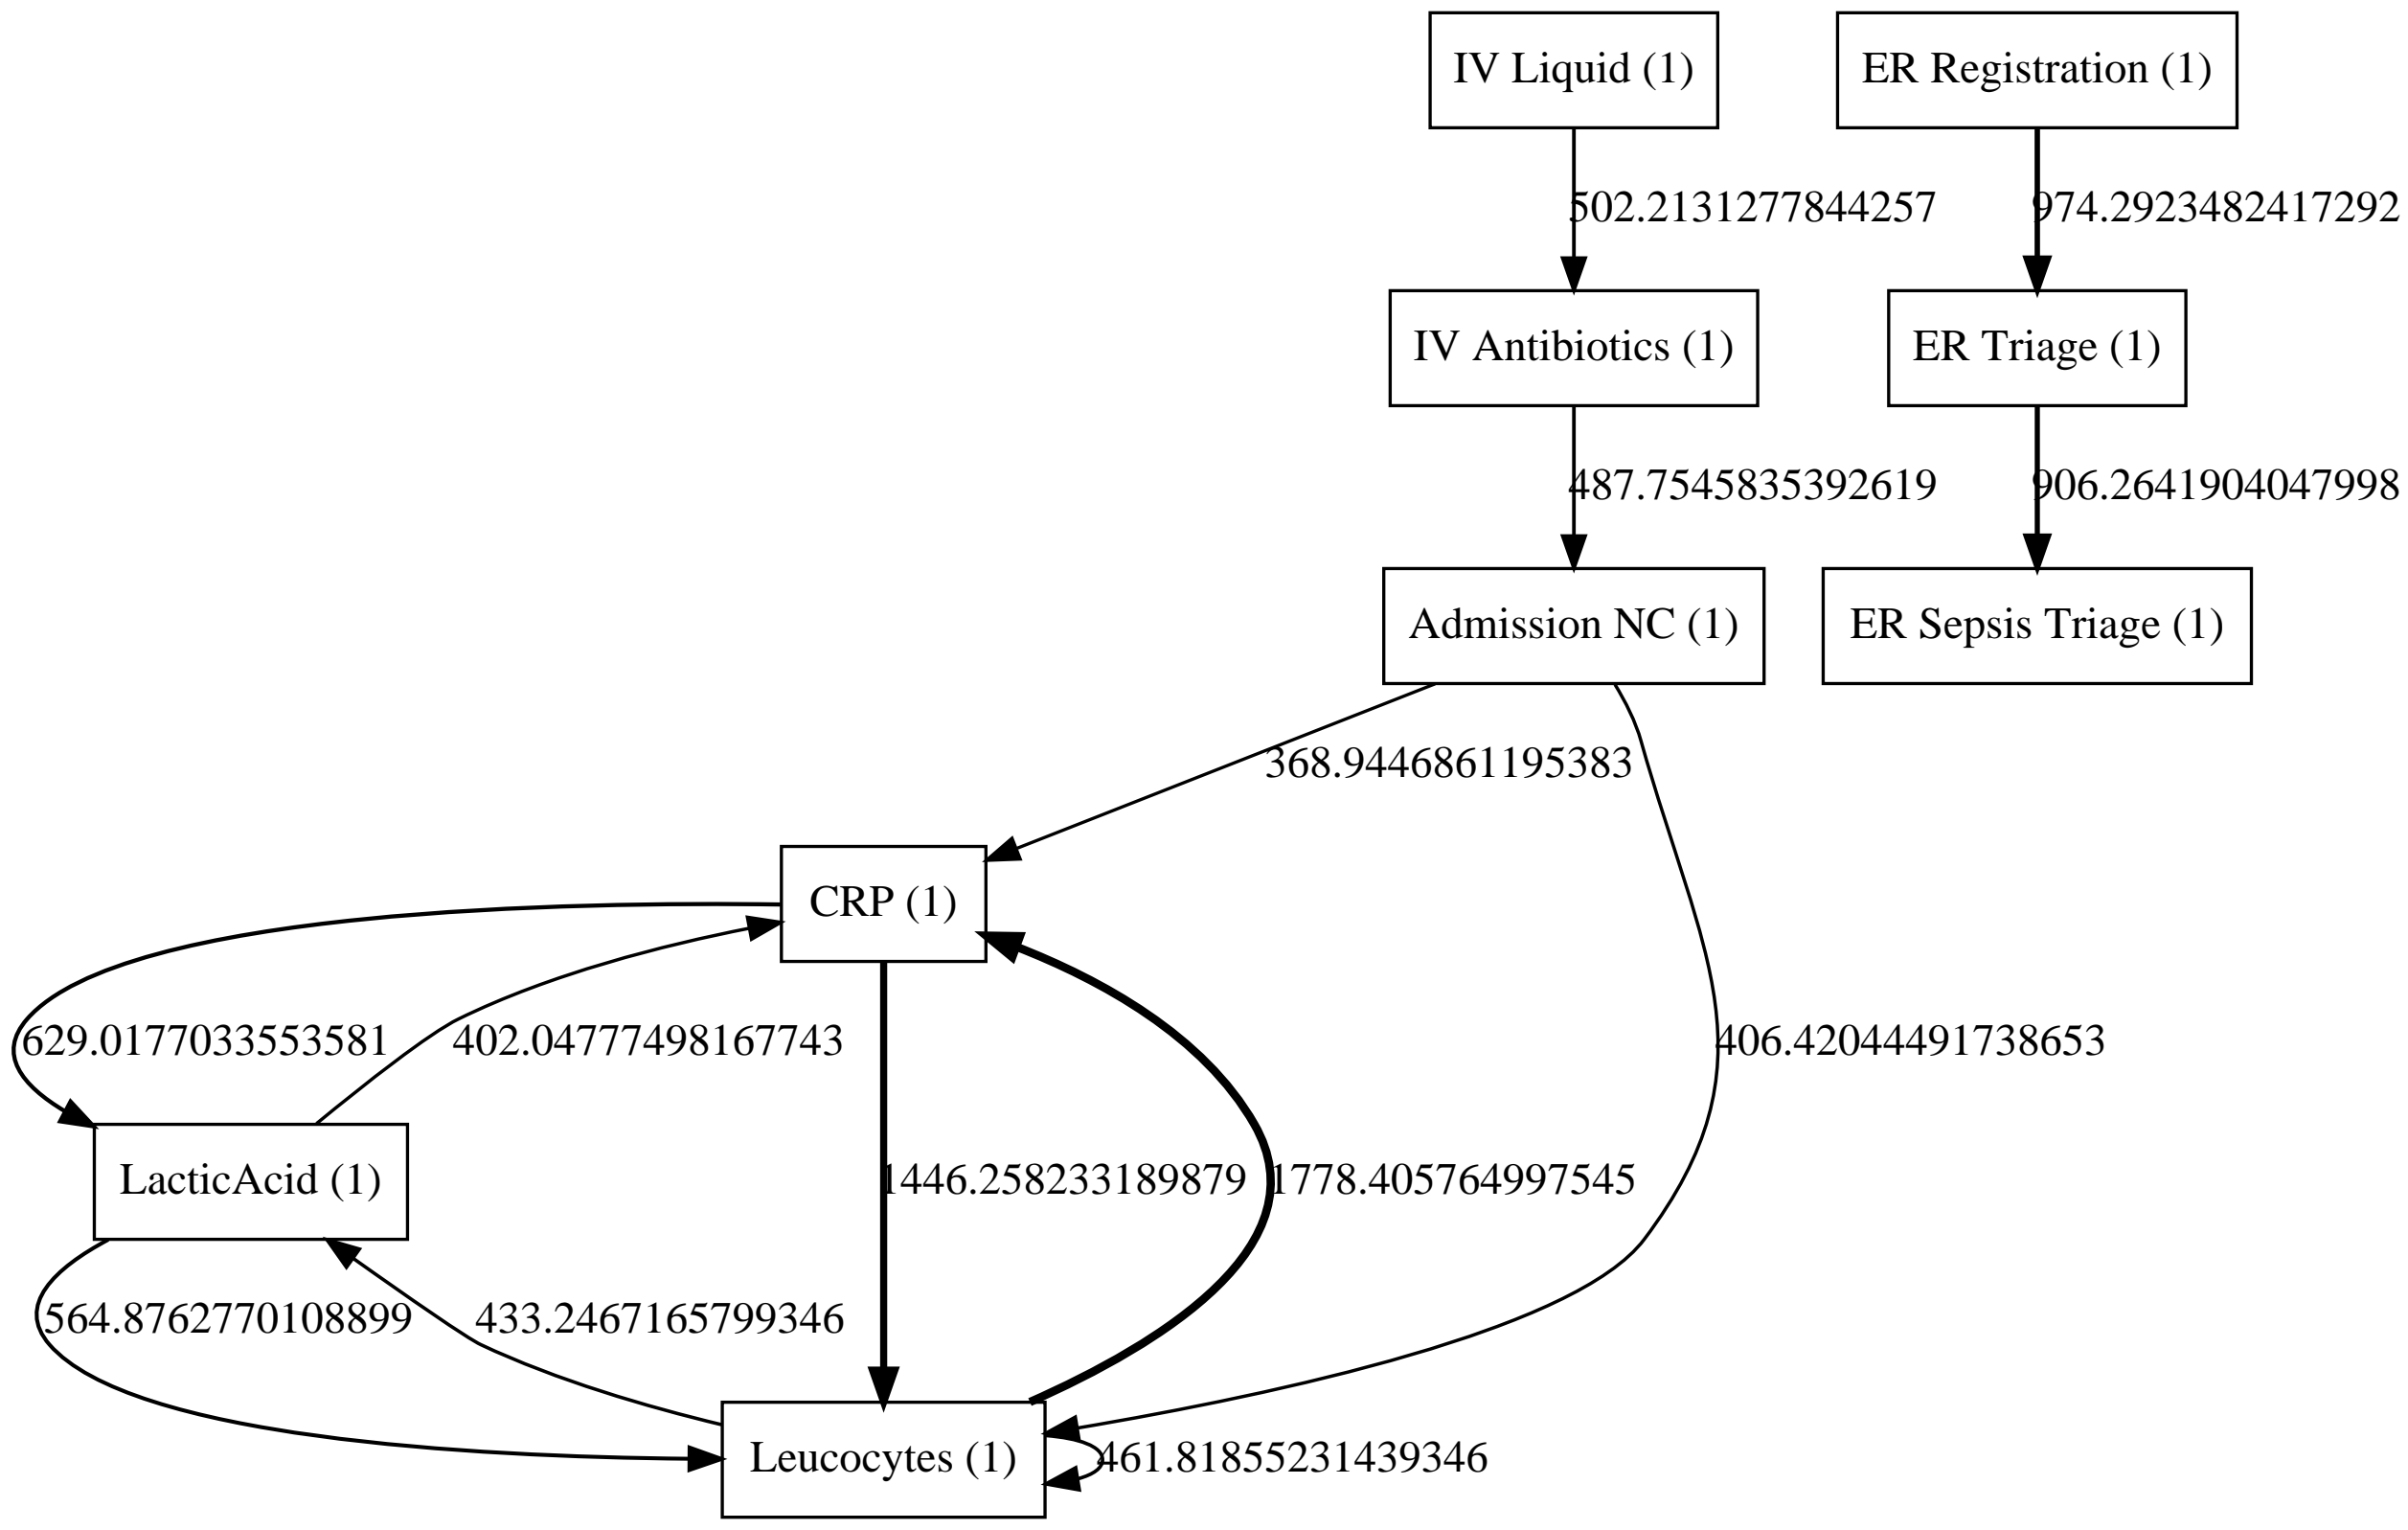 IV Liquid (1)
ER Registration (1)
502.2131277844257
974.2923482417292
IV Antibiotics (1)
ER Triage (1)
487.7545835392619
906.2641904047998
Admission NC (1)
ER Sepsis Triage (1)
368.9446861195383
CRP (1)
629.0177033553581
402.04777498167743
406.42044491738653
LacticAcid (1)
1446.258233189879
1778.405764997545
564.8762770108899
433.2467165799346
Leucocytes (1)
461.81855231439346